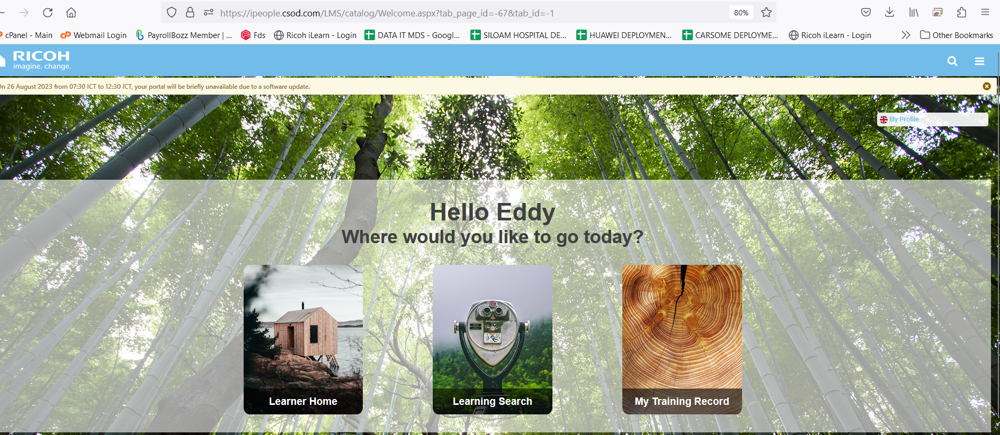 https://ipeople.csod.com/LMS/catalog/Welcome.aspx?tab_page_id=-67&tab_id=-1
80%
cPanel - Main
Webmail Login
PayrollBozz Member | ...
Fds
Ricoh iLearn - Login
DATA IT MDS - Googl...
SILOAM HOSPITAL DE...
HUAWEI DEPLOYMEN...
CARSOME DEPLOYME...
Ricoh iLearn - Login
Other Bookmarks
RICOH
imagine. change.
On 26 August 2023 from 07:30 ICT to 12:30 ICT, your portal will be briefly unavailable due to a software update.
My Profile
Hello Eddy
Where would you like to go today?
Learner Home
Learning Search
My Training Record